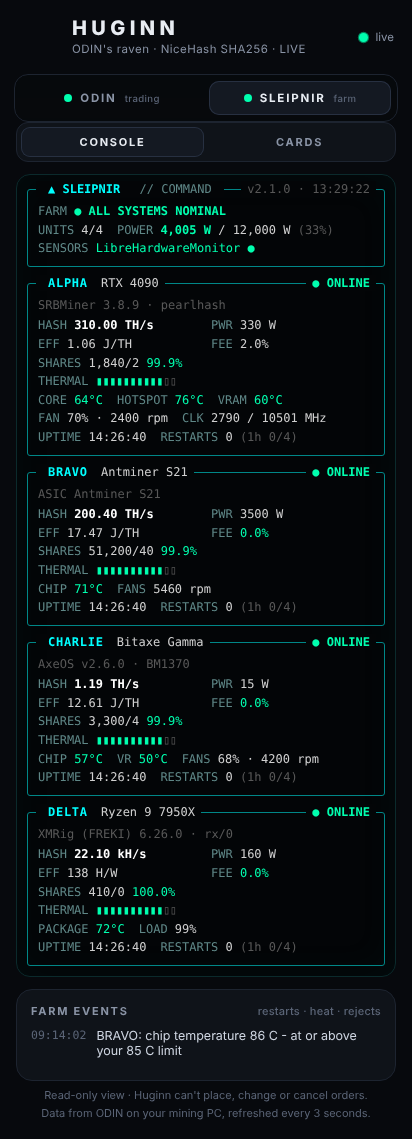 HUGINN
ODIN's raven · NiceHash SHA256 · LIVE
live
ODIN trading
SLEIPNIR farm
CONSOLE
CARDS
▲ SLEIPNIR // COMMAND v2.1.0 · 13:29:22
FARM ● ALL SYSTEMS NOMINAL
UNITS 4/4 POWER 4,005 W / 12,000 W (33%)
SENSORS LibreHardwareMonitor ●
ALPHA RTX 4090 ● ONLINE
SRBMiner 3.8.9 · pearlhash
HASH 310.00 TH/s PWR 330 W
EFF 1.06 J/TH FEE 2.0%
SHARES 1,840/2 99.9%
THERMAL ▮▮▮▮▮▮▮▮▮▮▯▯
CORE 64°C HOTSPOT 76°C VRAM 60°C
FAN 70% · 2400 rpm CLK 2790 / 10501 MHz
UPTIME 14:26:40 RESTARTS 0 (1h 0/4)
BRAVO Antminer S21 ● ONLINE
ASIC Antminer S21
HASH 200.40 TH/s PWR 3500 W
EFF 17.47 J/TH FEE 0.0%
SHARES 51,200/40 99.9%
THERMAL ▮▮▮▮▮▮▮▮▮▮▯▯
CHIP 71°C FANS 5460 rpm
UPTIME 14:26:40 RESTARTS 0 (1h 0/4)
CHARLIE Bitaxe Gamma ● ONLINE
AxeOS v2.6.0 · BM1370
HASH 1.19 TH/s PWR 15 W
EFF 12.61 J/TH FEE 0.0%
SHARES 3,300/4 99.9%
THERMAL ▮▮▮▮▮▮▮▮▮▮▯▯
CHIP 57°C VR 50°C FANS 68% · 4200 rpm
UPTIME 14:26:40 RESTARTS 0 (1h 0/4)
DELTA Ryzen 9 7950X ● ONLINE
XMRig (FREKI) 6.26.0 · rx/0
HASH 22.10 kH/s PWR 160 W
EFF 138 H/W FEE 0.0%
SHARES 410/0 100.0%
THERMAL ▮▮▮▮▮▮▮▮▮▮▯▯
PACKAGE 72°C LOAD 99%
UPTIME 14:26:40 RESTARTS 0 (1h 0/4)
FARM EVENTS restarts · heat · rejects
09:14:02 BRAVO: chip temperature 86 C - at or above
your 85 C limit
Read-only view · Huginn can't place, change or cancel orders.
Data from ODIN on your mining PC, refreshed every 3 seconds.